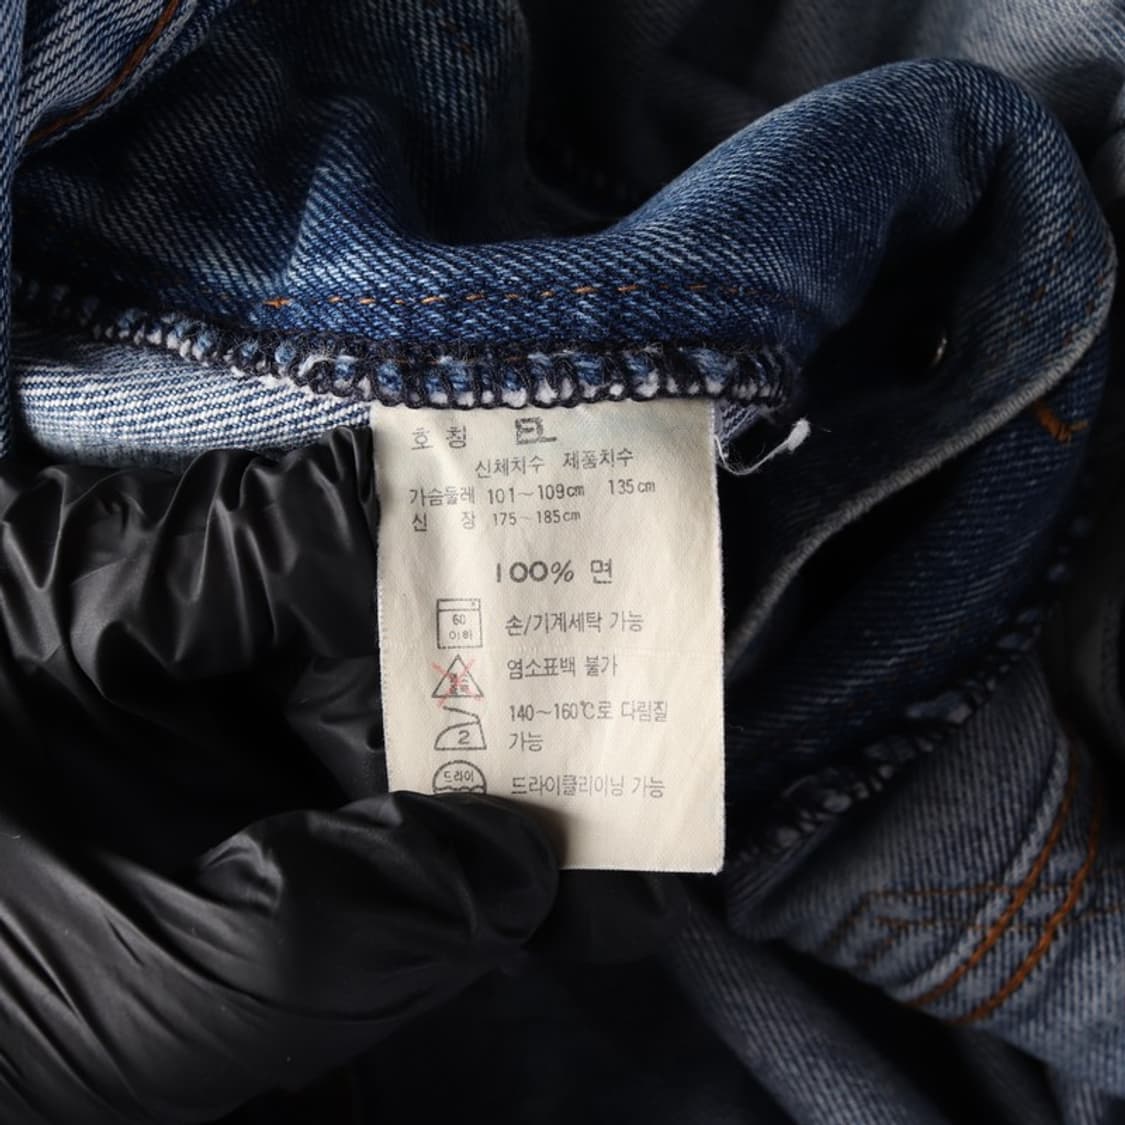 호 칭 EL
신체치수 제품치수
가슴둘레 101~109cm 135cm
신 장 175~185cm
100% 면
60
이하
손/기계세탁 가능
염소표백 불가
140~160℃로 다림질
2
가능
드라이
드라이클리이닝 가능